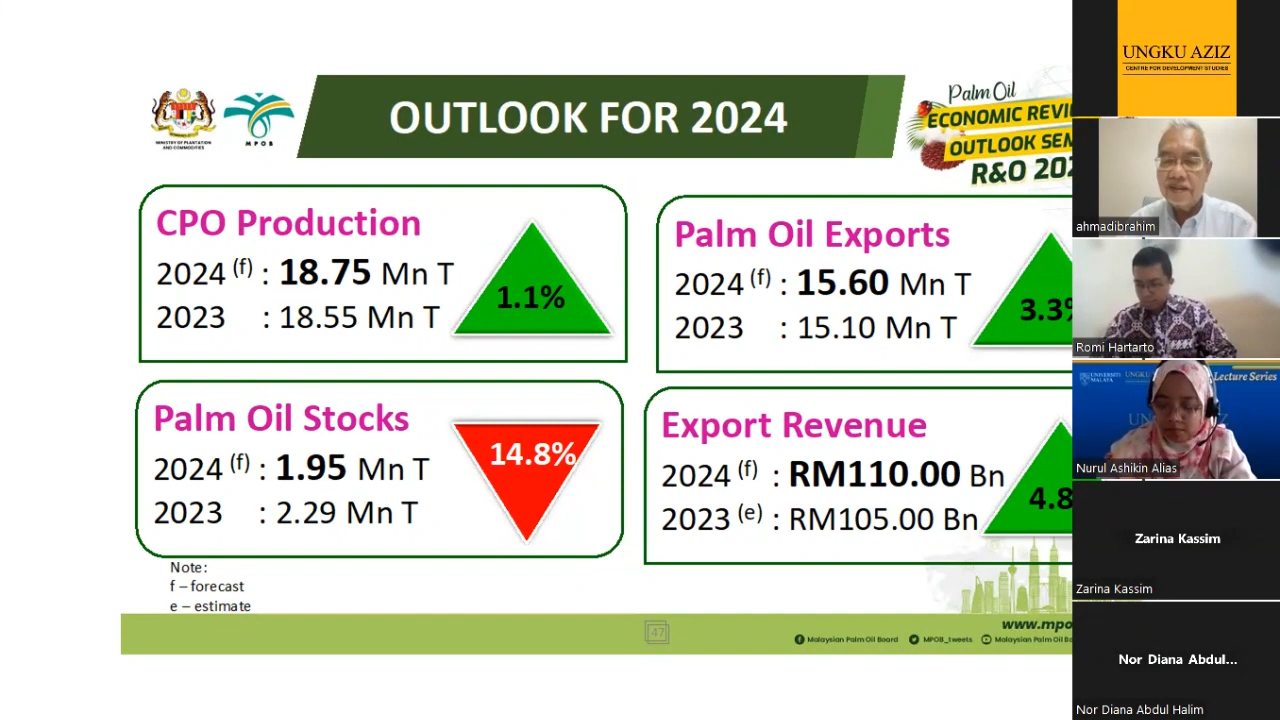 OUTLOOK FOR 2024
MINISTRY OF PLANTATION
AND COMMODITIES
MPOB
Palm Oil
ECONOMIC REVI
OUTLOOK SEM
R&O 202
CPO Production
2024 (f) : 18.75 Mn T
2023 : 18.55 Mn T
1.1%
Palm Oil Exports
2024 (f) : 15.60 Mn T
2023 : 15.10 Mn T
3.3%
Palm Oil Stocks
2024 (f) : 1.95 Mn T
2023 : 2.29 Mn T
14.8%
Export Revenue
2024 (f) : RM110.00 Bn
2023 (e) : RM105.00 Bn
4.8
Note:
f – forecast
e – estimate
47
www.mpo
Malaysian Palm Oil Board
MPOB_tweets
Malaysian Palm Oil Bo
UNGKU AZIZ
CENTRE FOR DEVELOPMENT STUDIES
ahmadibrahim
Romi Hartarto
UNIVERSITI
MALAYA
UNGKU
Lecture Series
Nurul Ashikin Alias
Zarina Kassim
Zarina Kassim
Nor Diana Abdul...
Nor Diana Abdul Halim